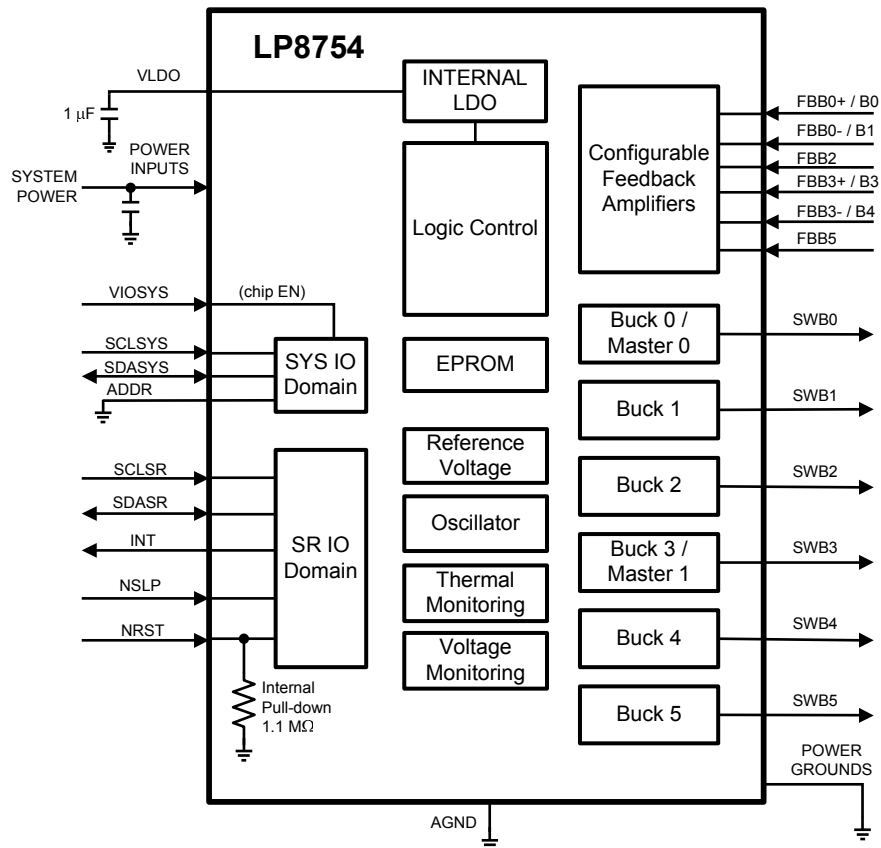 LP8754
VLDO
1 μF
INTERNAL
LDO
POWER
INPUTS
SYSTEM
POWER
Logic Control
Configurable
Feedback
Amplifiers
FBB0+ / B0
FBB0- / B1
FBB2
FBB3+ / B3
FBB3- / B4
FBB5
VIOSYS
(chip EN)
SCLSYS
SDASYS
ADDR
SYS IO
Domain
EPROM
Buck 0 /
Master 0
SWB0
Buck 1
SWB1
Reference
Voltage
Buck 2
SWB2
SCLSR
SDASR
INT
NSLP
NRST
SR IO
Domain
Oscillator
Thermal
Monitoring
Voltage
Monitoring
Buck 3 /
Master 1
SWB3
Buck 4
SWB4
Buck 5
SWB5
Internal
Pull-down
1.1 MΩ
POWER
GROUNDS
AGND